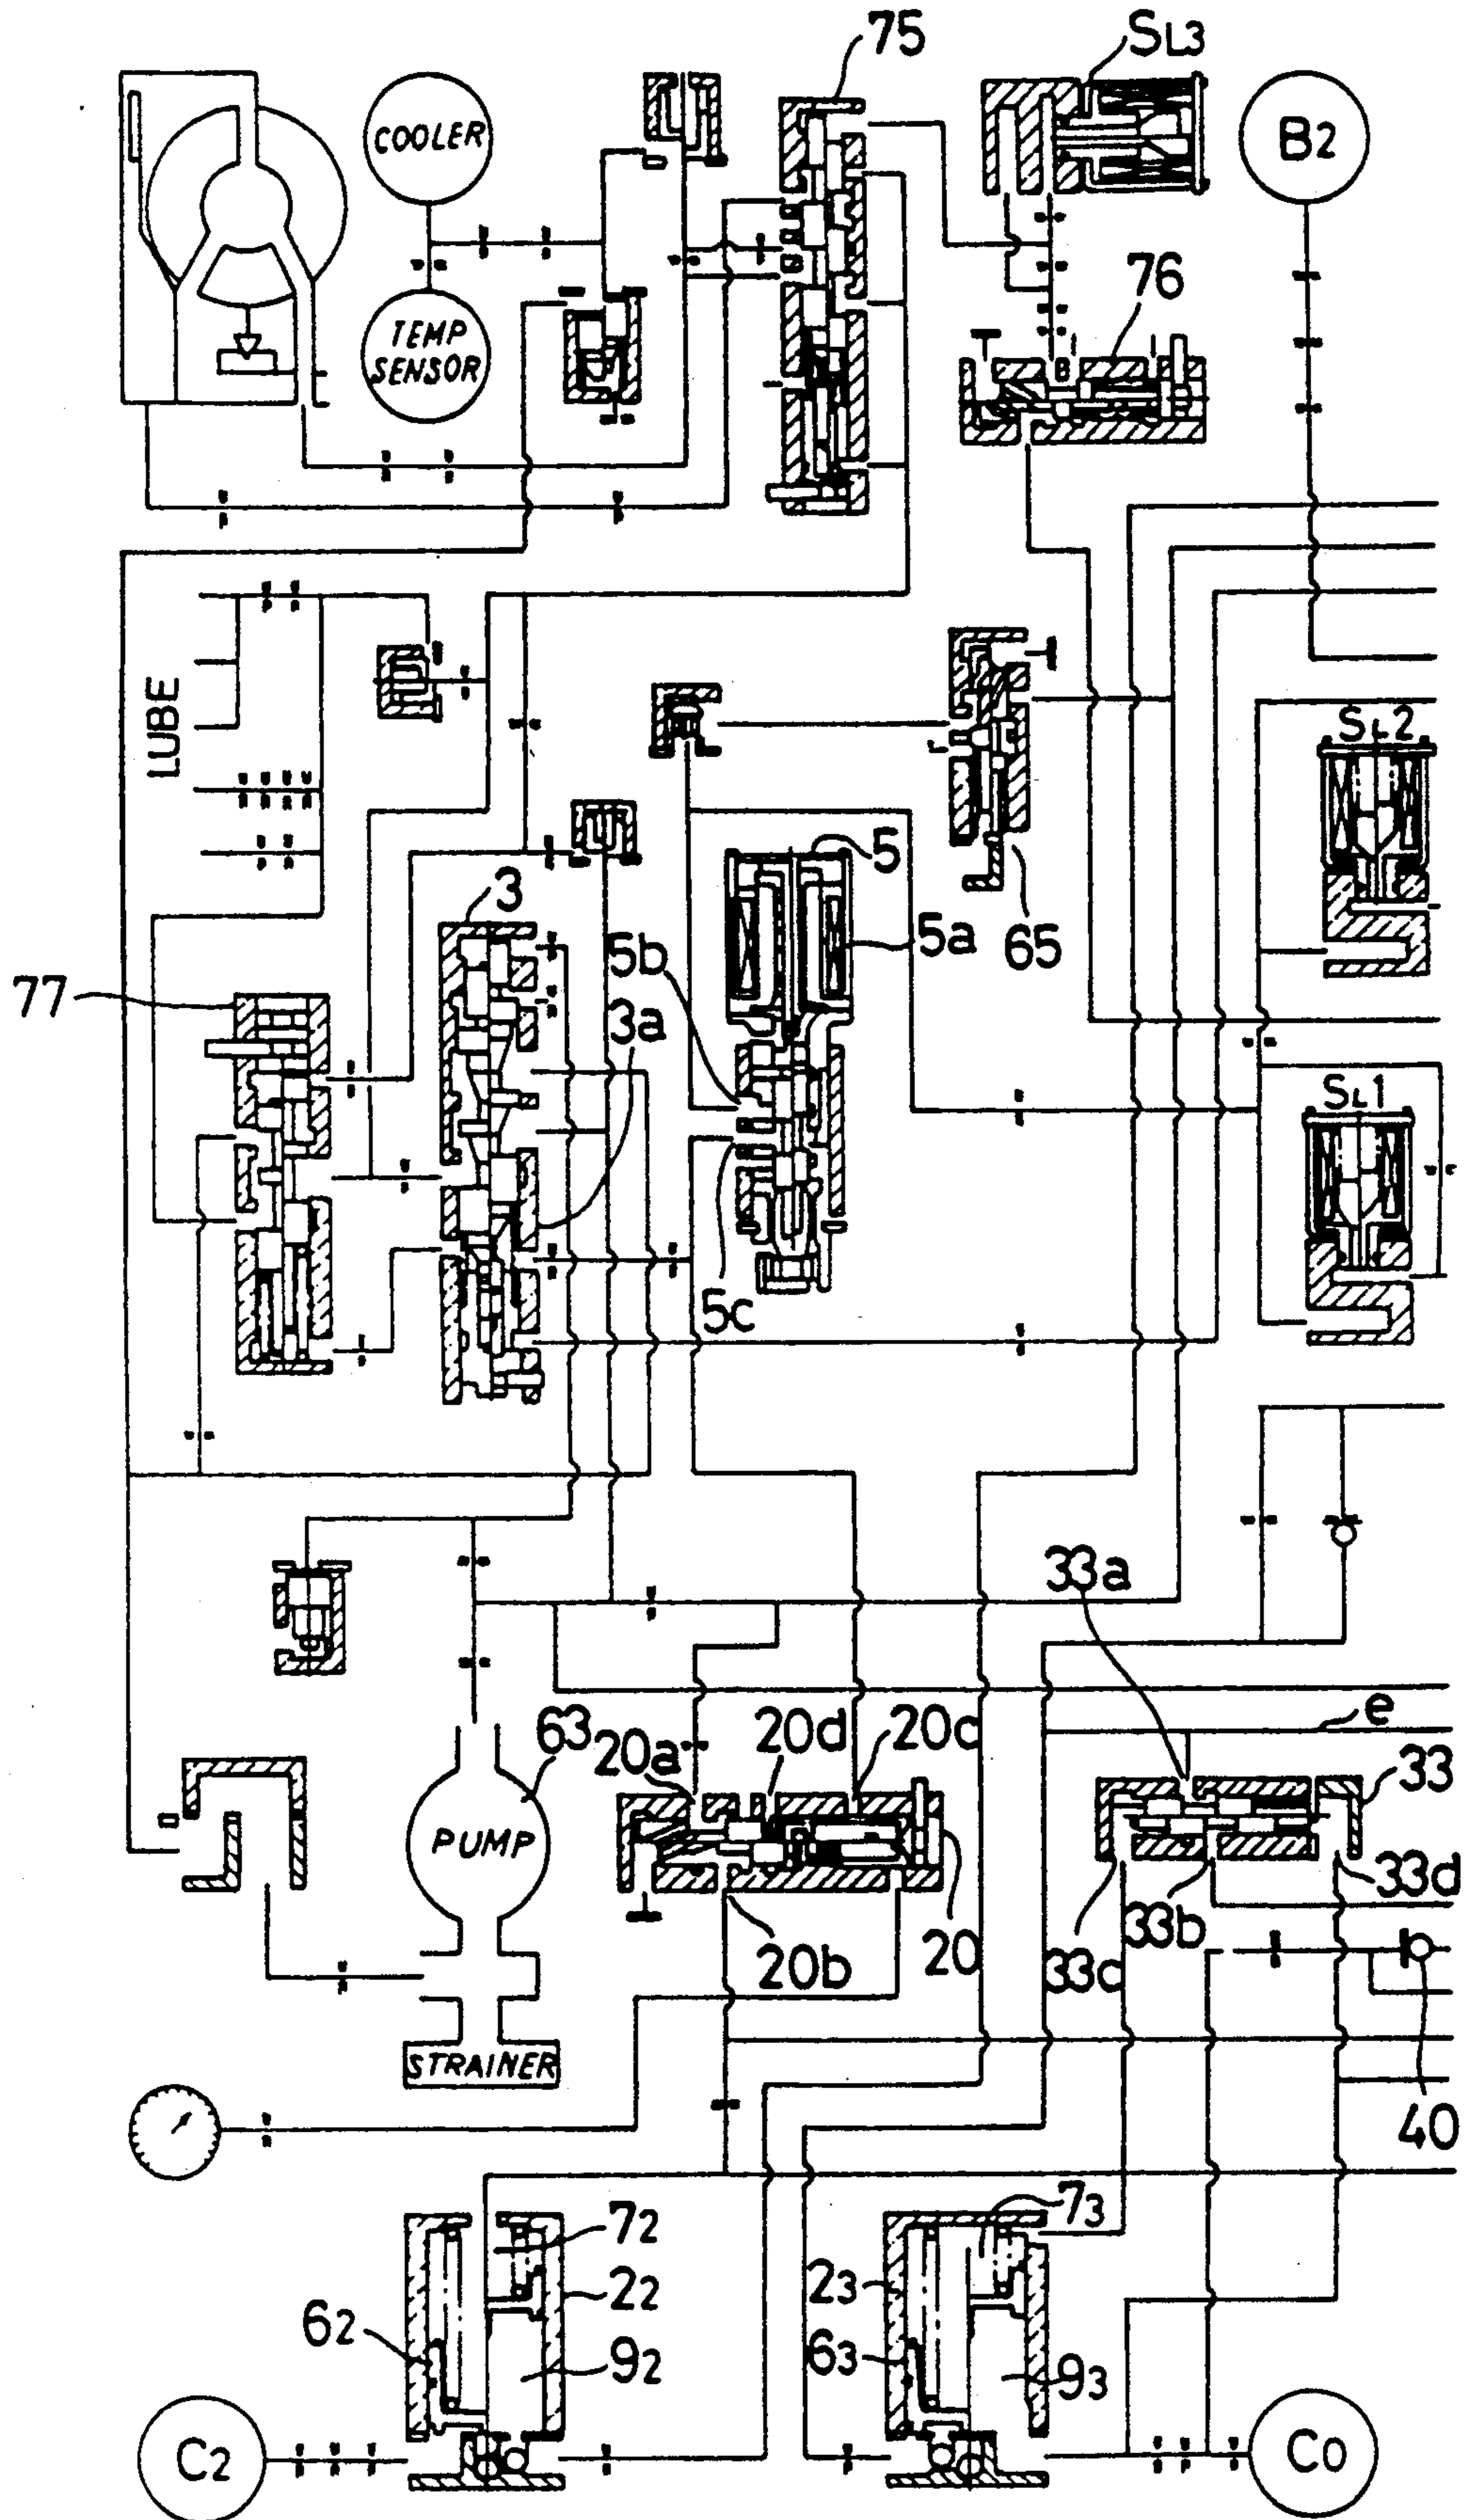 75
SL3
COOLER
B2
TEMP
SENSOR
76
LUBE
SL2
5
3
5b
5a
65
77
3a
SL1
5c
33a
e
63
20a
20d
20c
33
PUMP
33d
33b
20
33c
20b
STRAINER
40
72
73
22
23
62
63
92
93
C2
C0